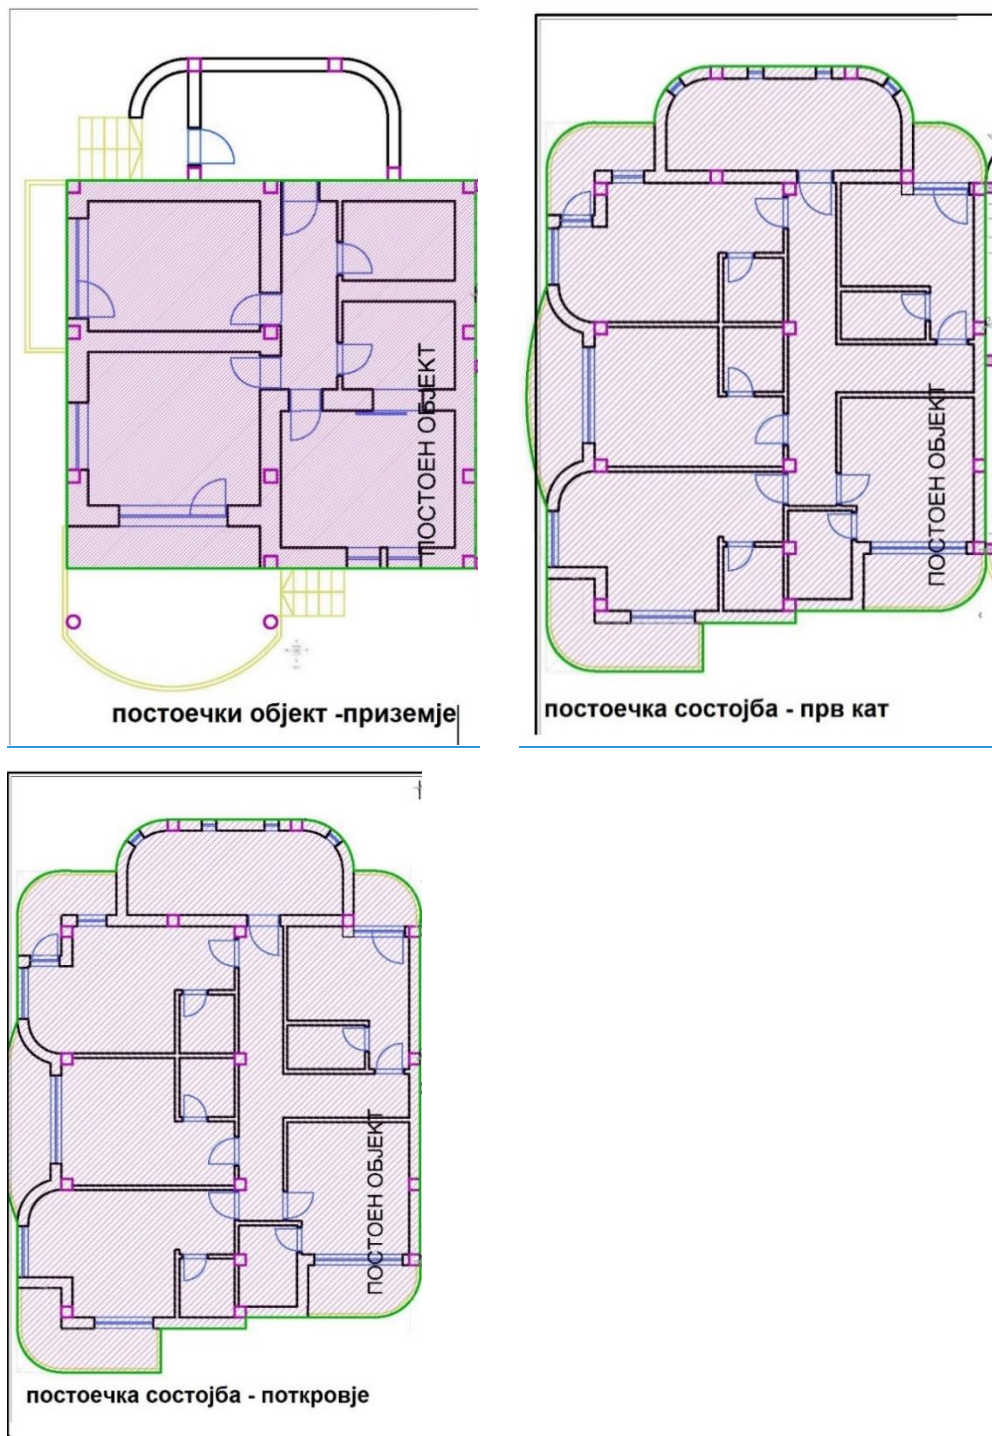 ПОСТОЕН ОБЈЕКТ
постоечки објект -приземје
ПОСТОЕН ОБЈЕКТ
постоечка состојба - прв кат
ПОСТОЕН ОБЈЕКТ
постоечка состојба - поткровје